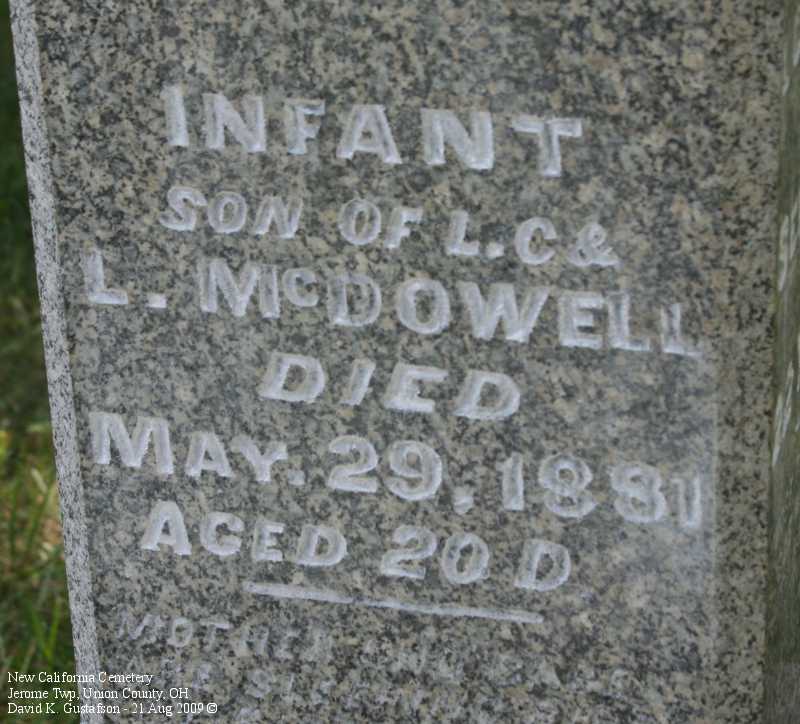 INFANT
SON OF L.C &
L. McDOWELL
DIED
MAY. 29, 1881
AGED 20 D
MOTHER
New California Cemetery
Jerome Twp., Union County, OH
David K. Gustafson - 21 Aug 2009 ©